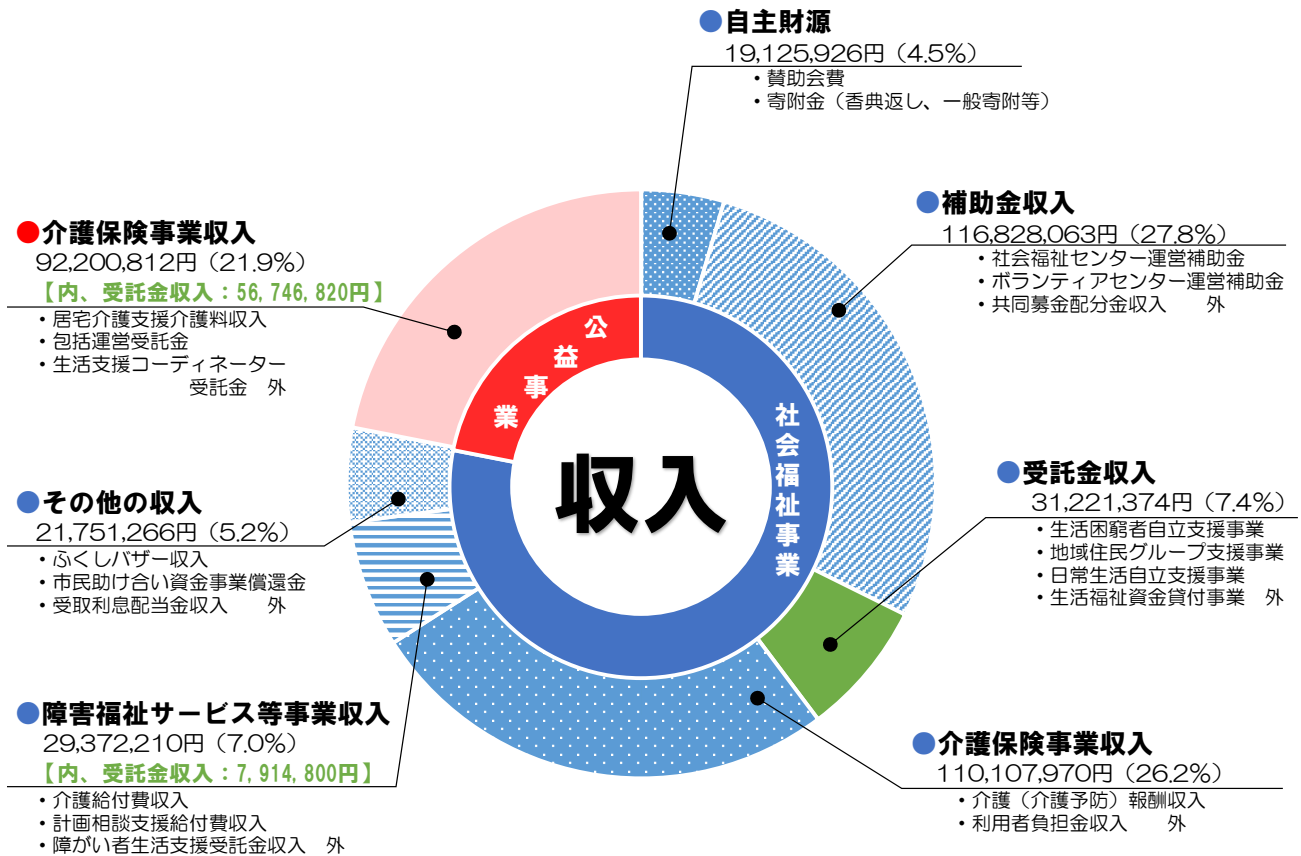 ●自主財源
19,125,926円（4.5%）
・賛助会費
・寄附金（香典返し、一般寄附等）
●補助金収入
116,828,063円（27.8%）
・社会福祉センター運営補助金
・ボランティアセンター運営補助金
・共同募金配分金収入　外
●受託金収入
31,221,374円（7.4%）
・生活困窮者自立支援事業
・地域住民グループ支援事業
・日常生活自立支援事業
・生活福祉資金貸付事業　外
●介護保険事業収入
110,107,970円（26.2%）
・介護（介護予防）報酬収入
・利用者負担金収入　外
●障害福祉サービス等事業収入
29,372,210円（7.0%）
【内、受託金収入：7,914,800円】
・介護給付費収入
・計画相談支援給付費収入
・障がい者生活支援受託金収入　外
●その他の収入
21,751,266円（5.2%）
・ふくしバザー収入
・市民助け合い資金事業償還金
・受取利息配当金収入　外
●介護保険事業収入
92,200,812円（21.9%）
【内、受託金収入：56,746,820円】
・居宅介護支援介護料収入
・包括運営受託金
・生活支援コーディネーター
受託金　外
公益事業
社会福祉事業
収入